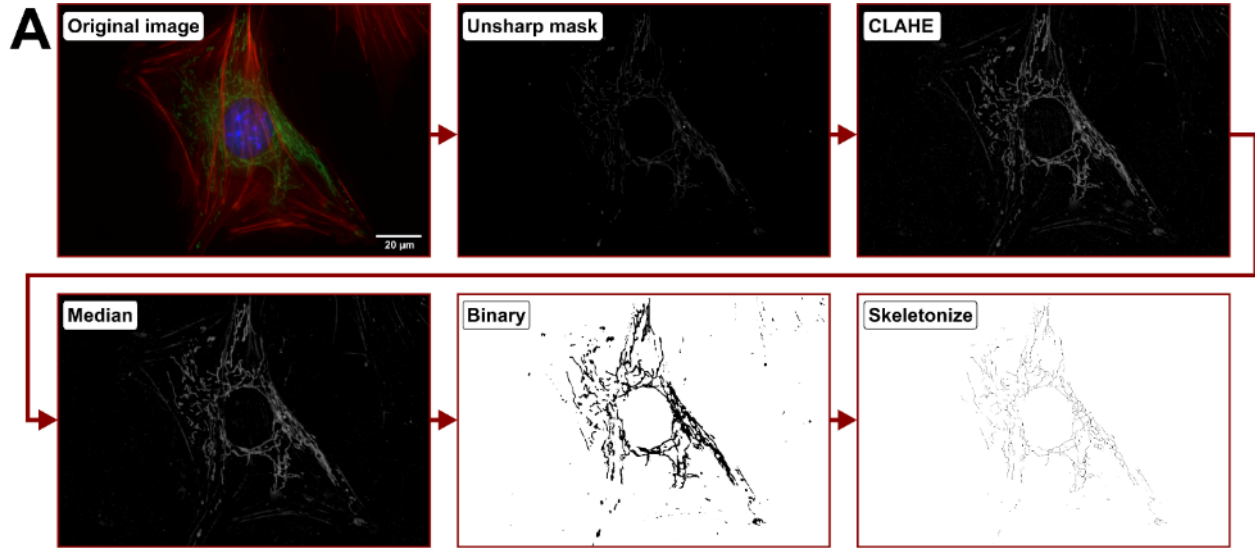 A
Original image
Unsharp mask
CLAHE
20 µm
Median
Binary
Skeletonize